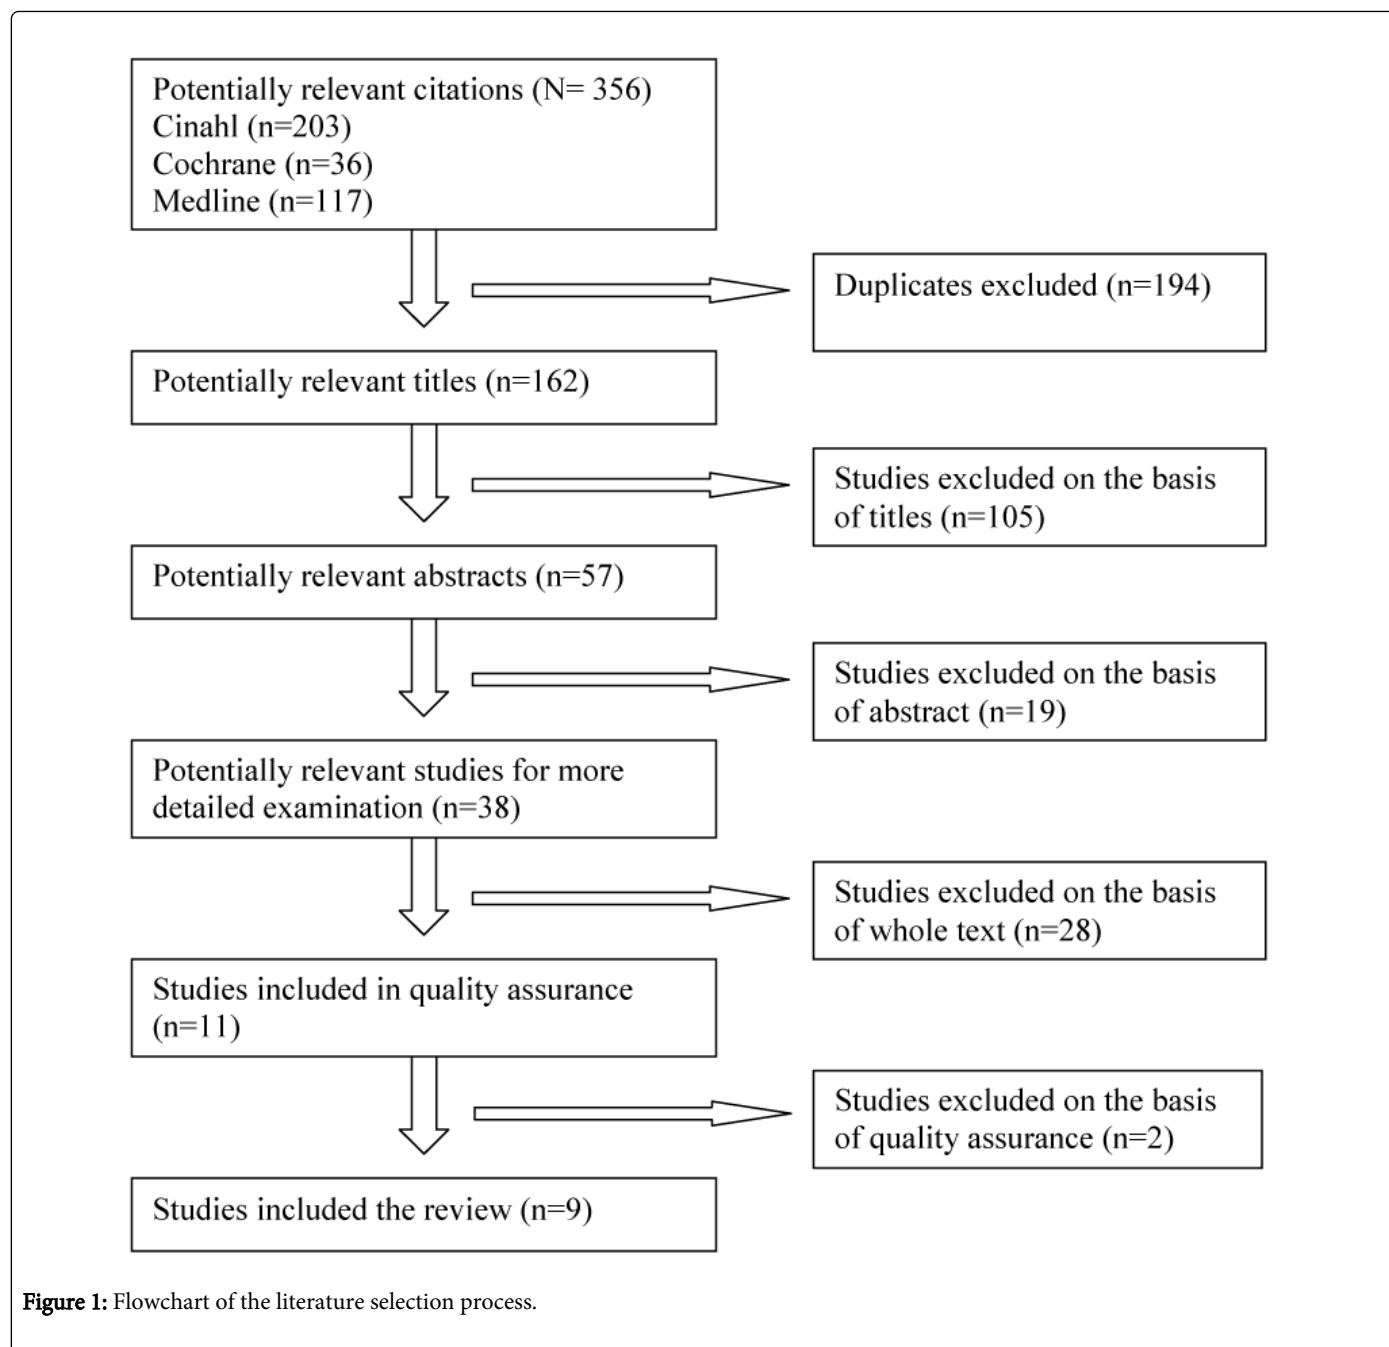 Potentially relevant citations (N= 356)
Cinahl (n=203)
Cochrane (n=36)
Medline (n=117)
Duplicates excluded (n=194)
Potentially relevant titles (n=162)
Studies excluded on the basis
of titles (n=105)
Potentially relevant abstracts (n=57)
Studies excluded on the basis
of abstract (n=19)
Potentially relevant studies for more
detailed examination (n=38)
Studies excluded on the basis
of whole text (n=28)
Studies included in quality assurance
(n=11)
Studies excluded on the basis
of quality assurance (n=2)
Studies included the review (n=9)
Figure 1: Flowchart of the literature selection process.